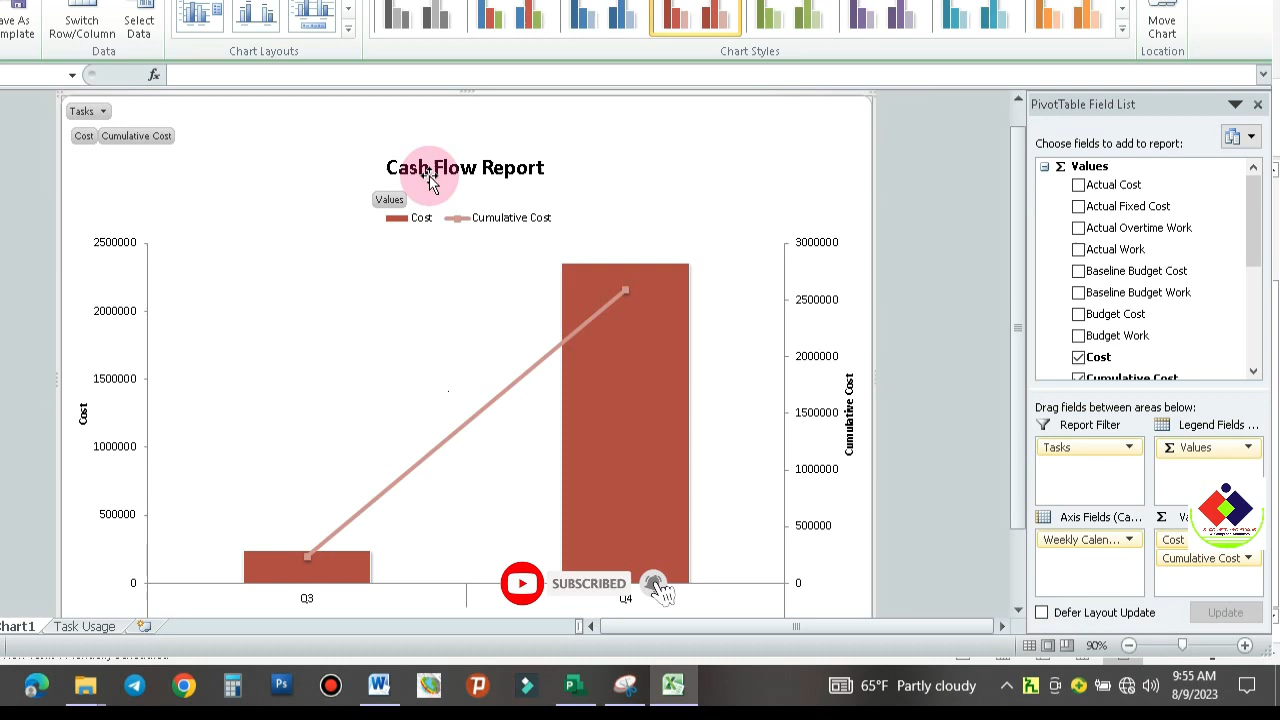 ave As
emplate
Switch
Row/Column
Select
Data
Move
Chart
Data
Chart Layouts
Chart Styles
Location
fx
Tasks
Cost
Cumulative Cost
Cash Flow Report
Values
Cost
Cumulative Cost
2500000
2000000
1500000
1000000
500000
0
Cost
3000000
2500000
2000000
1500000
1000000
500000
0
Cumulative Cost
Q3
Q4
SUBSCRIBED
PivotTable Field List
Choose fields to add to report:
Σ Values
Actual Cost
Actual Fixed Cost
Actual Overtime Work
Actual Work
Baseline Budget Cost
Baseline Budget Work
Budget Cost
Budget Work
Cost
Cumulative Cost
Drag fields between areas below:
Report Filter
Legend Fields ...
Tasks
Σ Values
Axis Fields (Ca...
Σ Va
Weekly Calen...
Cost
Cumulative Cost
Defer Layout Update
Update
hart1
Task Usage
90%
65°F Partly cloudy
9:55 AM
8/9/2023